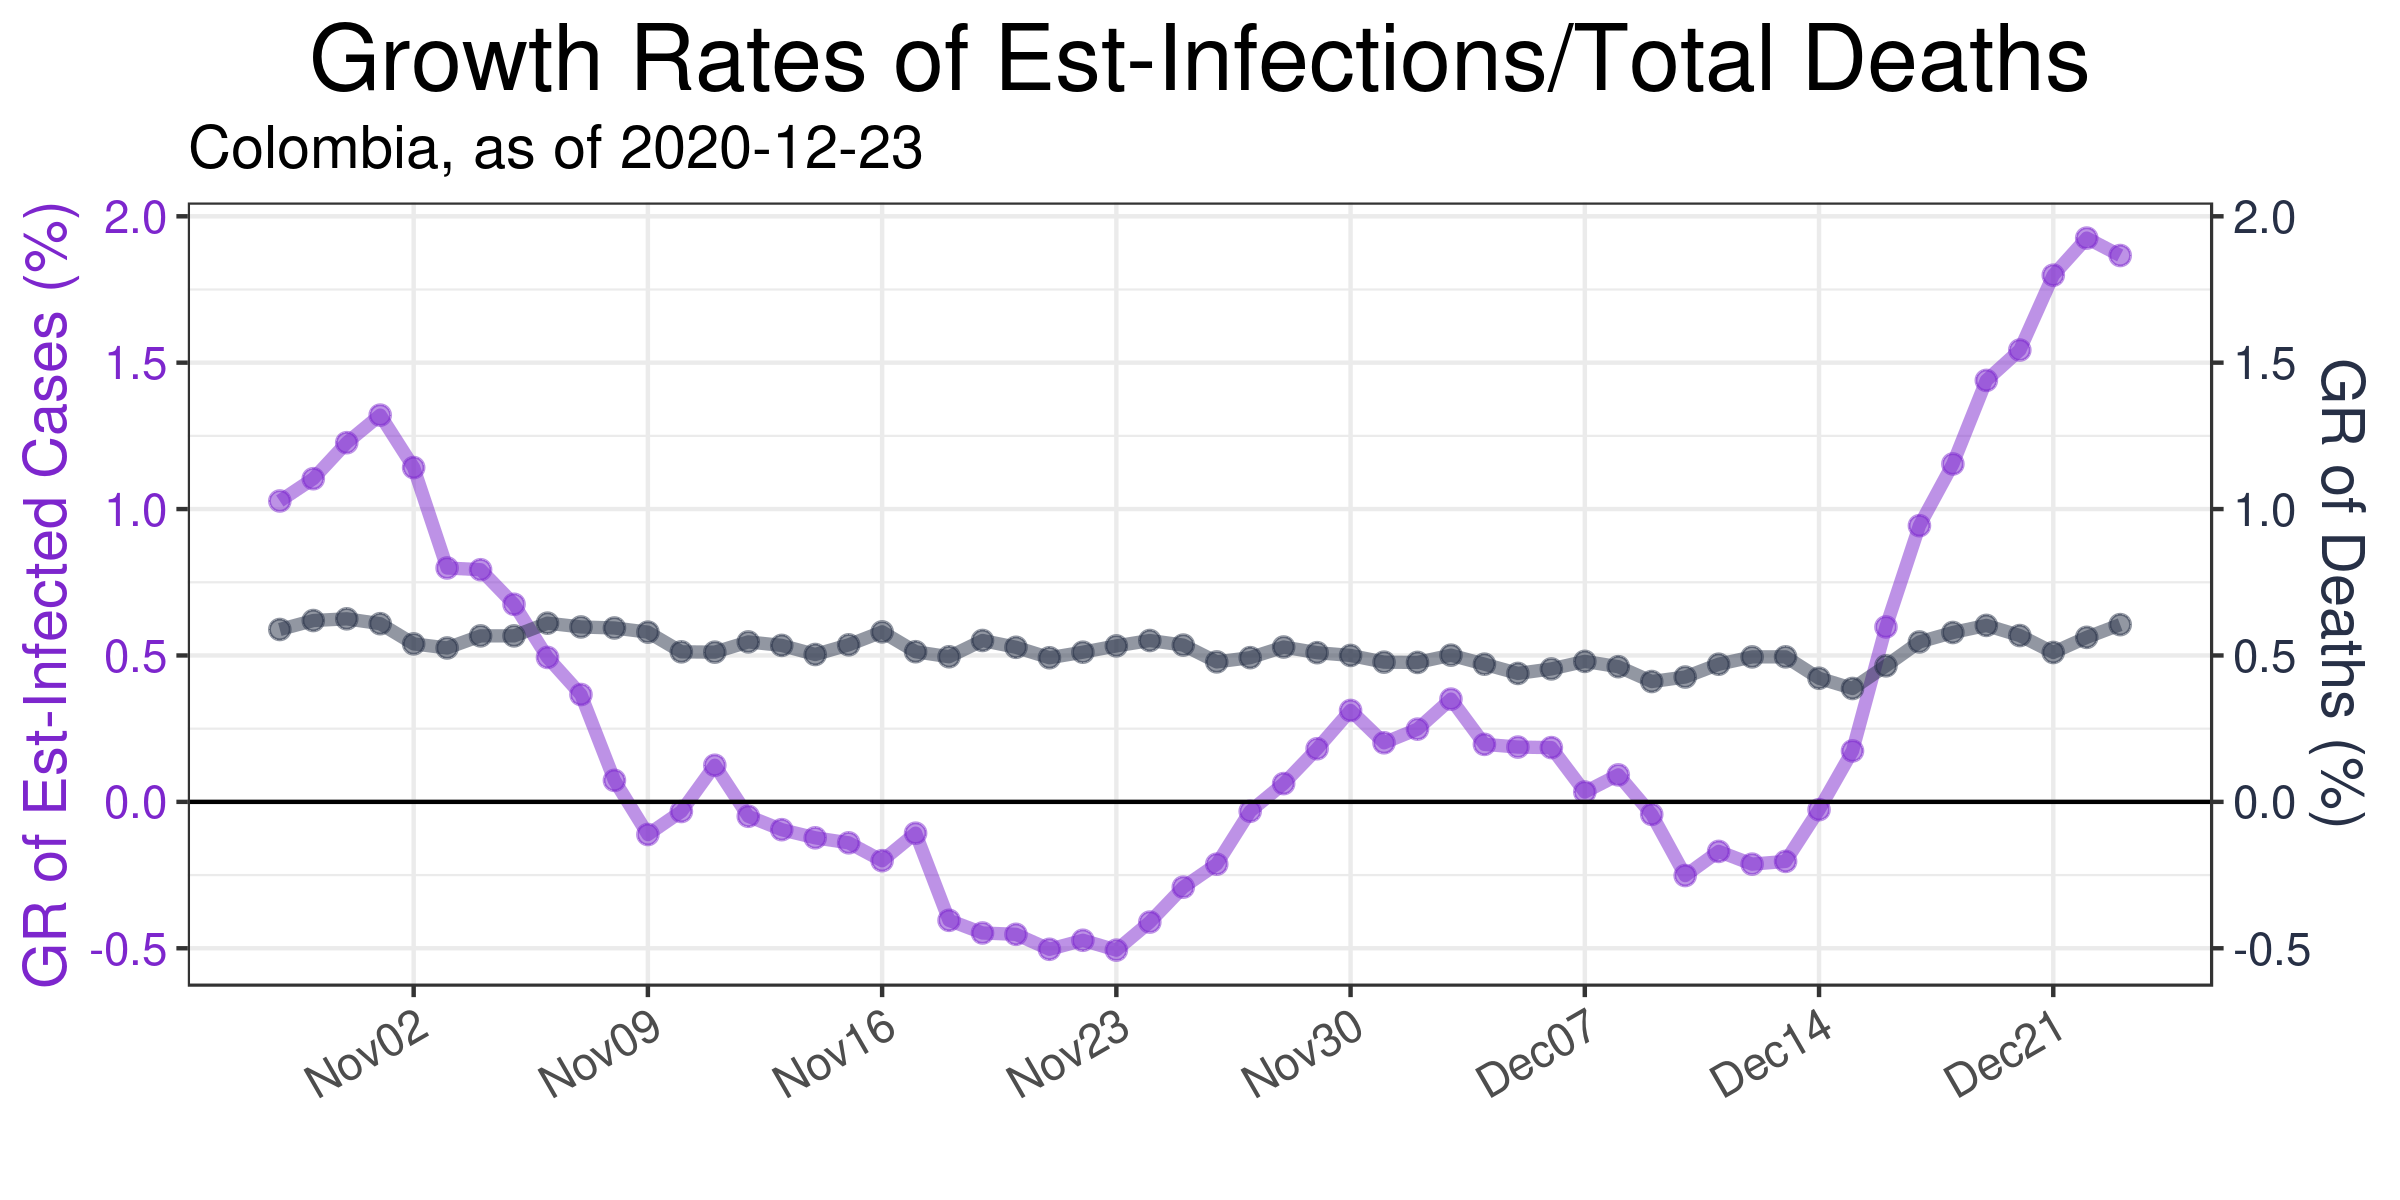 Growth Rates of Est-Infections/Total Deaths
Colombia, as of 2020-12-23
GR of Est-Infected Cases (%)
2.0
1.5
1.0
0.5
0.0
-0.5
2.0
1.5
1.0
0.5
0.0
-0.5
GR of Deaths (%)
Nov02 Nov09 Nov16 Nov23 Nov30 Dec07 Dec14 Dec21